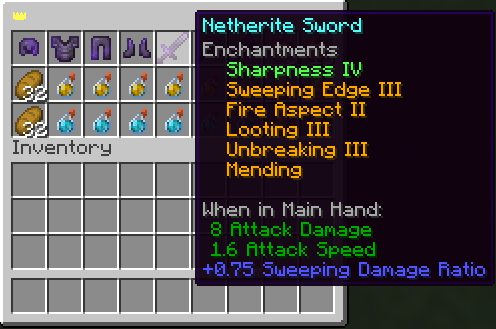 Netherite Sword
Enchantments
Sharpness IV
Sweeping Edge III
Fire Aspect II
Looting III
Unbreaking III
Mending
When in Main Hand:
8 Attack Damage
1.6 Attack Speed
+0.75 Sweeping Damage Ratio
32
32
Inventory